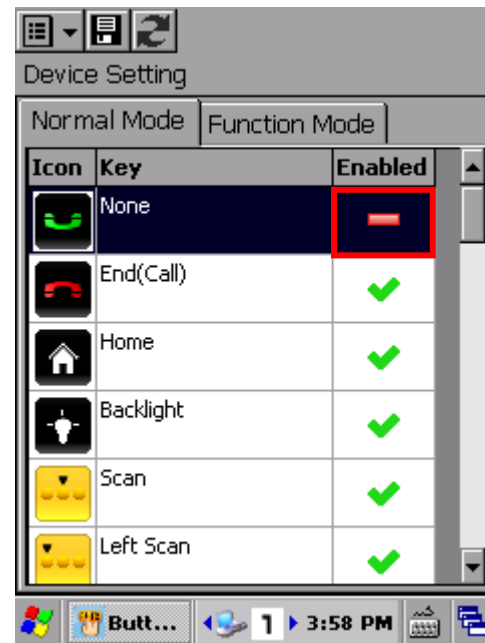 Device Setting
Normal Mode Function Mode
Icon Key Enabled
None
End(Call)
Home
Backlight
Scan
Left Scan
Butt... 1 3:58 PM